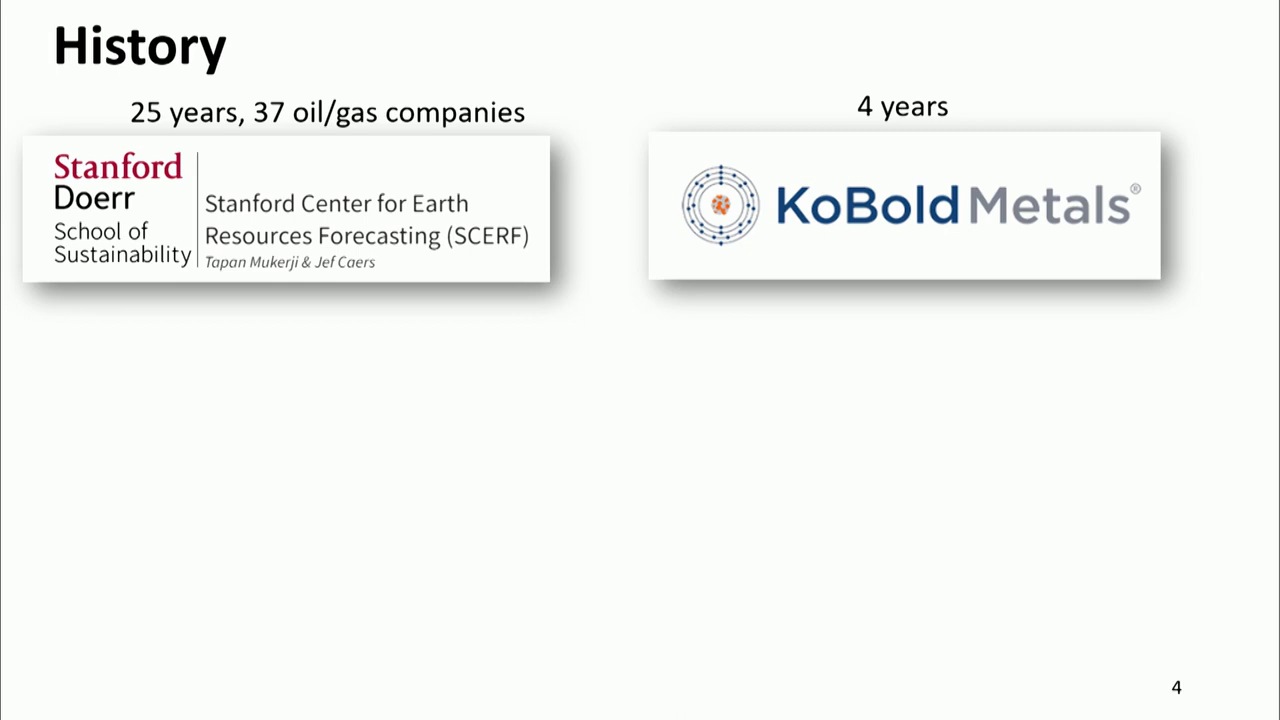 History
25 years, 37 oil/gas companies
Stanford
Doerr
School of
Sustainability
Stanford Center for Earth
Resources Forecasting (SCERF)
Tapan Mukerji & Jef Caers
4 years
KoBold Metals®
4